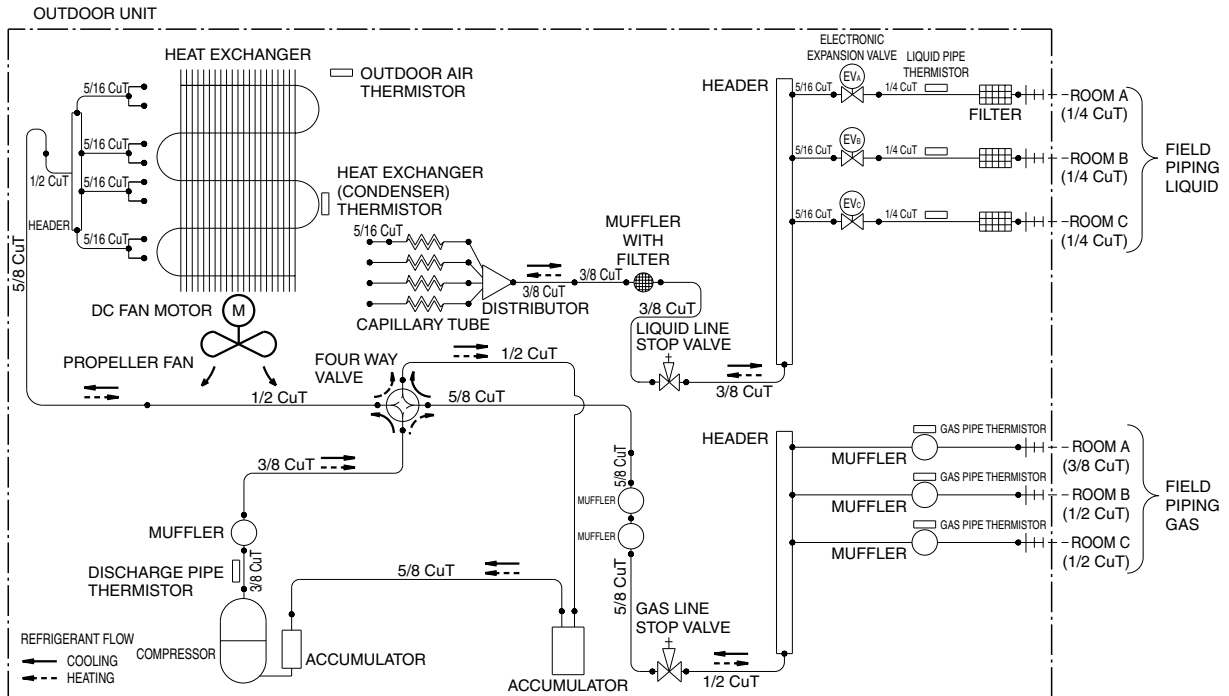 OUTDOOR UNIT
HEAT EXCHANGER
OUTDOOR AIR
THERMISTOR
5/16 CuT
5/16 CuT
5/16 CuT
5/16 CuT
1/2 CuT
HEADER
5/8 CuT
HEAT EXCHANGER
(CONDENSER)
THERMISTOR
5/16 CuT
CAPILLARY TUBE
DISTRIBUTOR
3/8 CuT
3/8 CuT
MUFFLER
WITH
FILTER
3/8 CuT
LIQUID LINE
STOP VALVE
3/8 CuT
HEADER
ELECTRONIC
EXPANSION VALVE
LIQUID PIPE
THERMISTOR
5/16 CuT
EVA
1/4 CuT
FILTER
ROOM A
(1/4 CuT)
5/16 CuT
EVB
1/4 CuT
ROOM B
(1/4 CuT)
5/16 CuT
EVC
1/4 CuT
ROOM C
(1/4 CuT)
FIELD
PIPING
LIQUID
DC FAN MOTOR
M
PROPELLER FAN
FOUR WAY
VALVE
1/2 CuT
1/2 CuT
5/8 CuT
3/8 CuT
MUFFLER
3/8 CuT
DISCHARGE PIPE
THERMISTOR
COMPRESSOR
ACCUMULATOR
5/8 CuT
ACCUMULATOR
5/8 CuT
MUFFLER
MUFFLER
5/8 CuT
GAS LINE
STOP VALVE
1/2 CuT
HEADER
GAS PIPE THERMISTOR
MUFFLER
ROOM A
(3/8 CuT)
GAS PIPE THERMISTOR
MUFFLER
ROOM B
(1/2 CuT)
GAS PIPE THERMISTOR
MUFFLER
ROOM C
(1/2 CuT)
FIELD
PIPING
GAS
REFRIGERANT FLOW
COOLING
HEATING